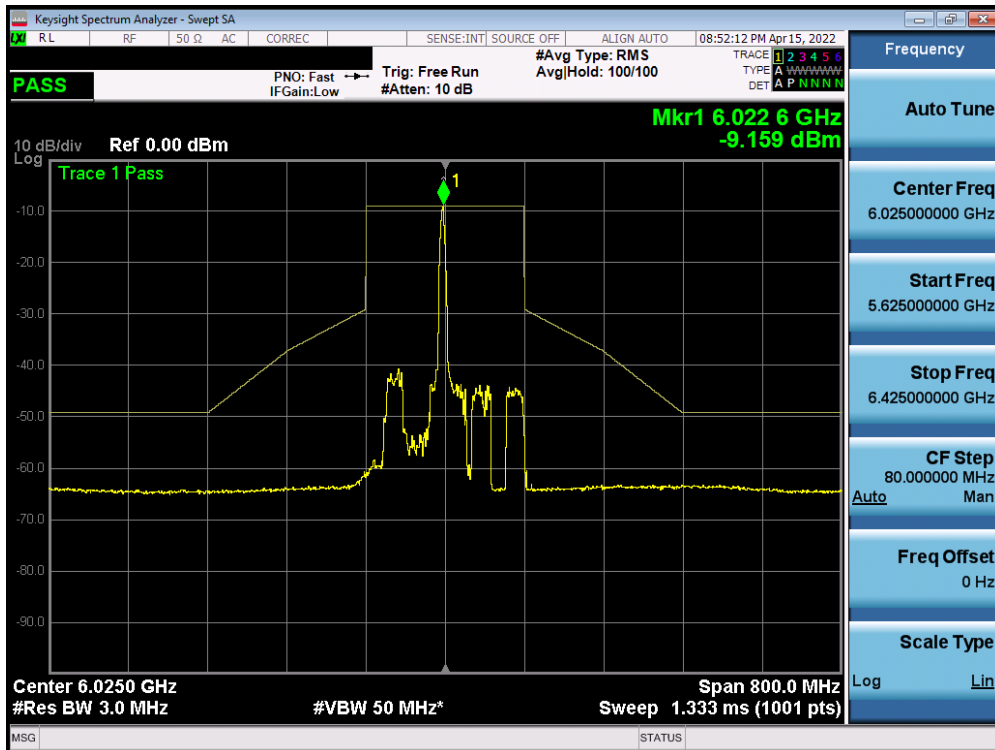 Keysight Spectrum Analyzer - Swept SA
LXI RL RF 50 Ω AC CORREC SENSE:INT SOURCE OFF ALIGN AUTO 08:52:12 PM Apr 15, 2022
Frequency
#Avg Type: RMS
TRACE 1 2 3 4 5 6
PNO: Fast
Trig: Free Run
Avg|Hold: 100/100
TYPE A WWWWW
PASS
IFGain:Low
#Atten: 10 dB
DET A P N N N N
Auto Tune
Mkr1 6.022 6 GHz
-9.159 dBm
10 dB/div Ref 0.00 dBm
Log
Trace 1 Pass
1
-10.0
-20.0
-30.0
-40.0
-50.0
-60.0
-70.0
-80.0
-90.0
Center Freq
6.025000000 GHz
Start Freq
5.625000000 GHz
Stop Freq
6.425000000 GHz
CF Step
80.000000 MHz
Auto Man
Freq Offset
0 Hz
Scale Type
Log Lin
Center 6.0250 GHz Span 800.0 MHz
#Res BW 3.0 MHz #VBW 50 MHz* Sweep 1.333 ms (1001 pts)
MSG STATUS